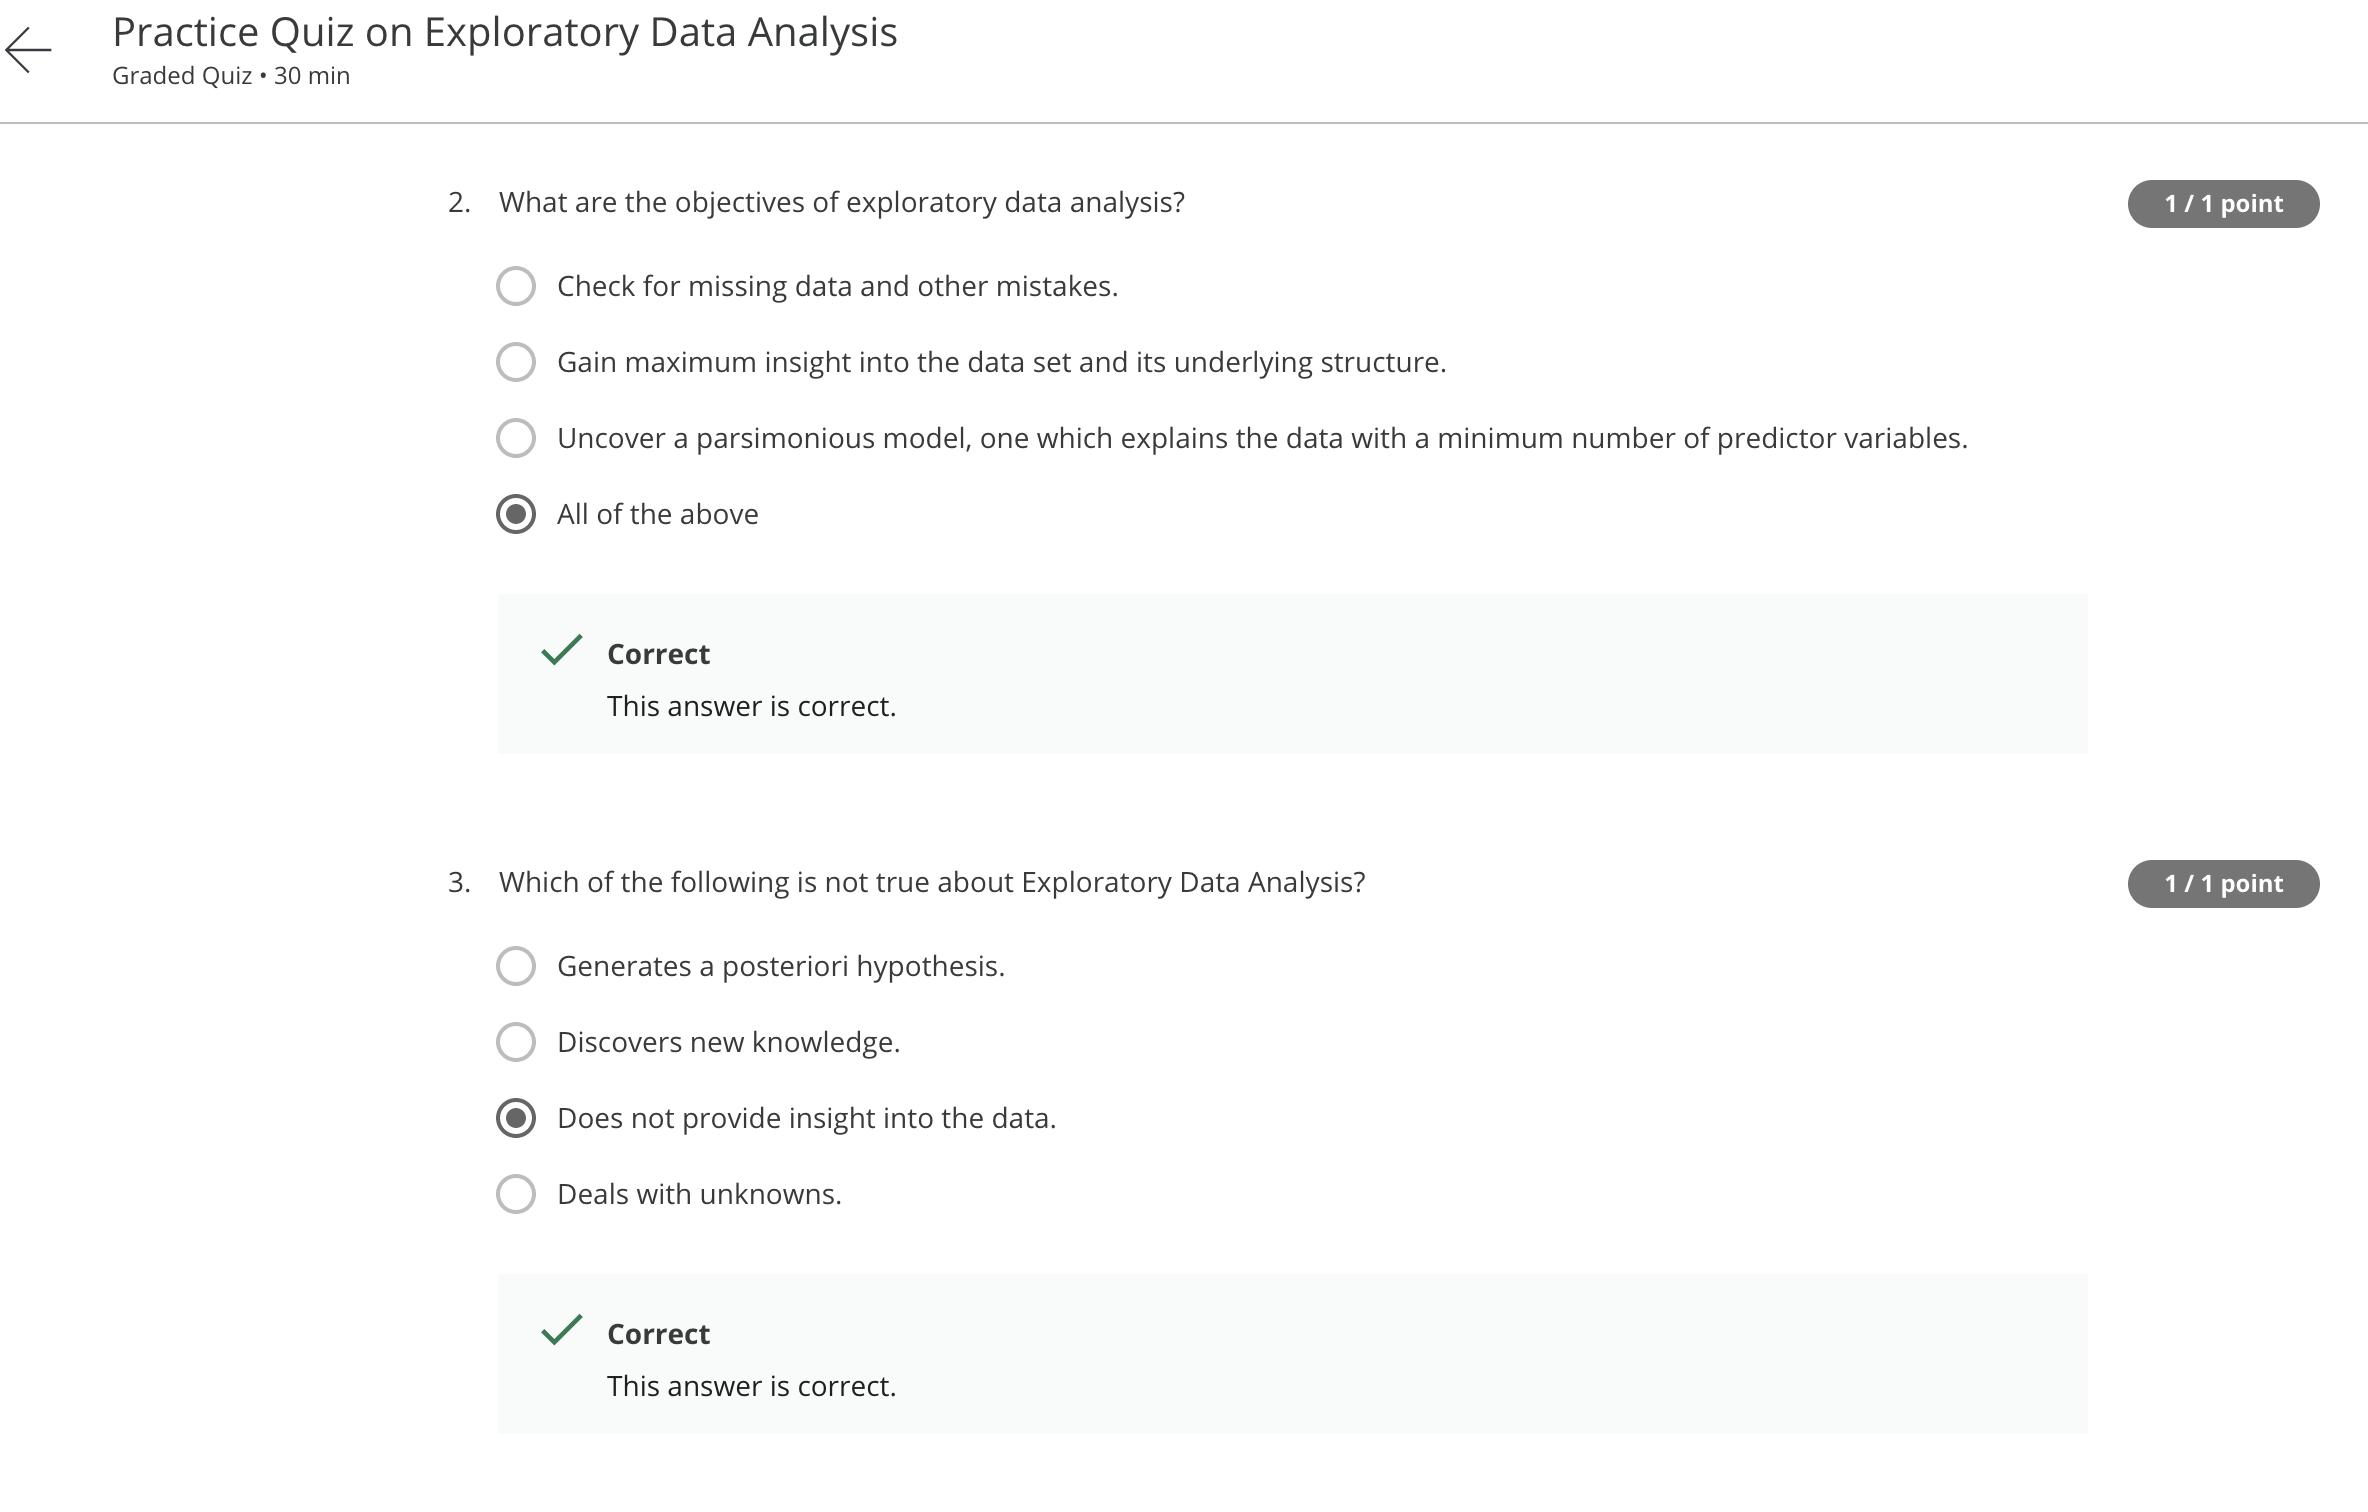 Practice Quiz on Exploratory Data Analysis
Graded Quiz • 30 min
2. What are the objectives of exploratory data analysis?
1 / 1 point
Check for missing data and other mistakes.
Gain maximum insight into the data set and its underlying structure.
Uncover a parsimonious model, one which explains the data with a minimum number of predictor variables.
All of the above
Correct
This answer is correct.
3. Which of the following is not true about Exploratory Data Analysis?
1 / 1 point
Generates a posteriori hypothesis.
Discovers new knowledge.
Does not provide insight into the data.
Deals with unknowns.
Correct
This answer is correct.